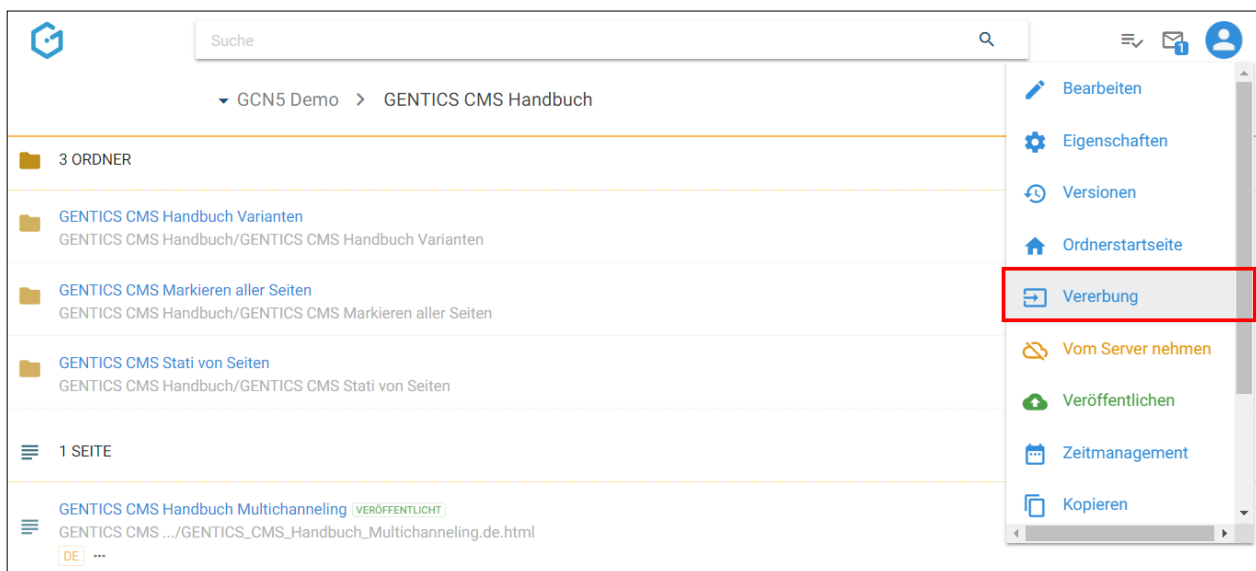 Suche
1
GCN5 Demo > GENTICS CMS Handbuch
3 ORDNER
GENTICS CMS Handbuch Varianten
GENTICS CMS Handbuch/GENTICS CMS Handbuch Varianten
GENTICS CMS Markieren aller Seiten
GENTICS CMS Handbuch/GENTICS CMS Markieren aller Seiten
GENTICS CMS Stati von Seiten
GENTICS CMS Handbuch/GENTICS CMS Stati von Seiten
1 SEITE
GENTICS CMS Handbuch Multichanneling VERÖFFENTLICHT
GENTICS CMS .../GENTICS_CMS_Handbuch_Multichanneling.de.html
DE ...
Bearbeiten
Eigenschaften
Versionen
Ordnerstartseite
Vererbung
Vom Server nehmen
Veröffentlichen
Zeitmanagement
Kopieren